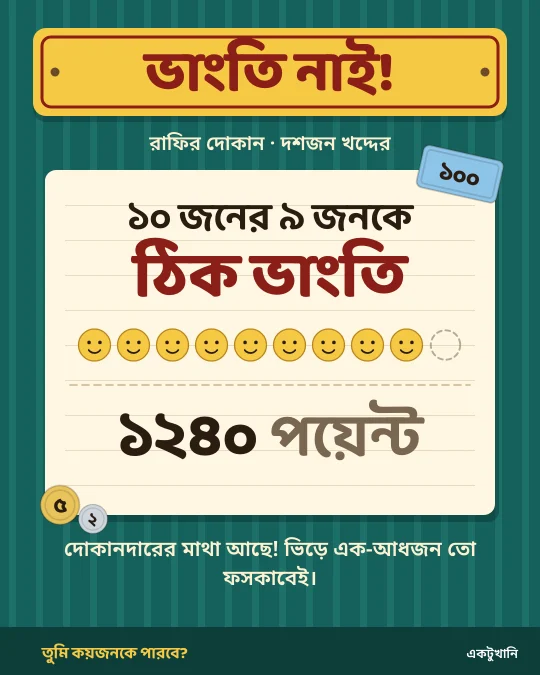 ভাংতি নাই!
রাফির দোকান · দশজন খদ্দের
১০০
১০ জনের ৯ জনকে
ঠিক ভাংতি
১২৪০ পয়েন্ট
৫
২
দোকানদারের মাথা আছে! ভিড়ে এক-আধজন তো
ফসকাবেই।
তুমি কয়জনকে পারবে?
একটুখানি